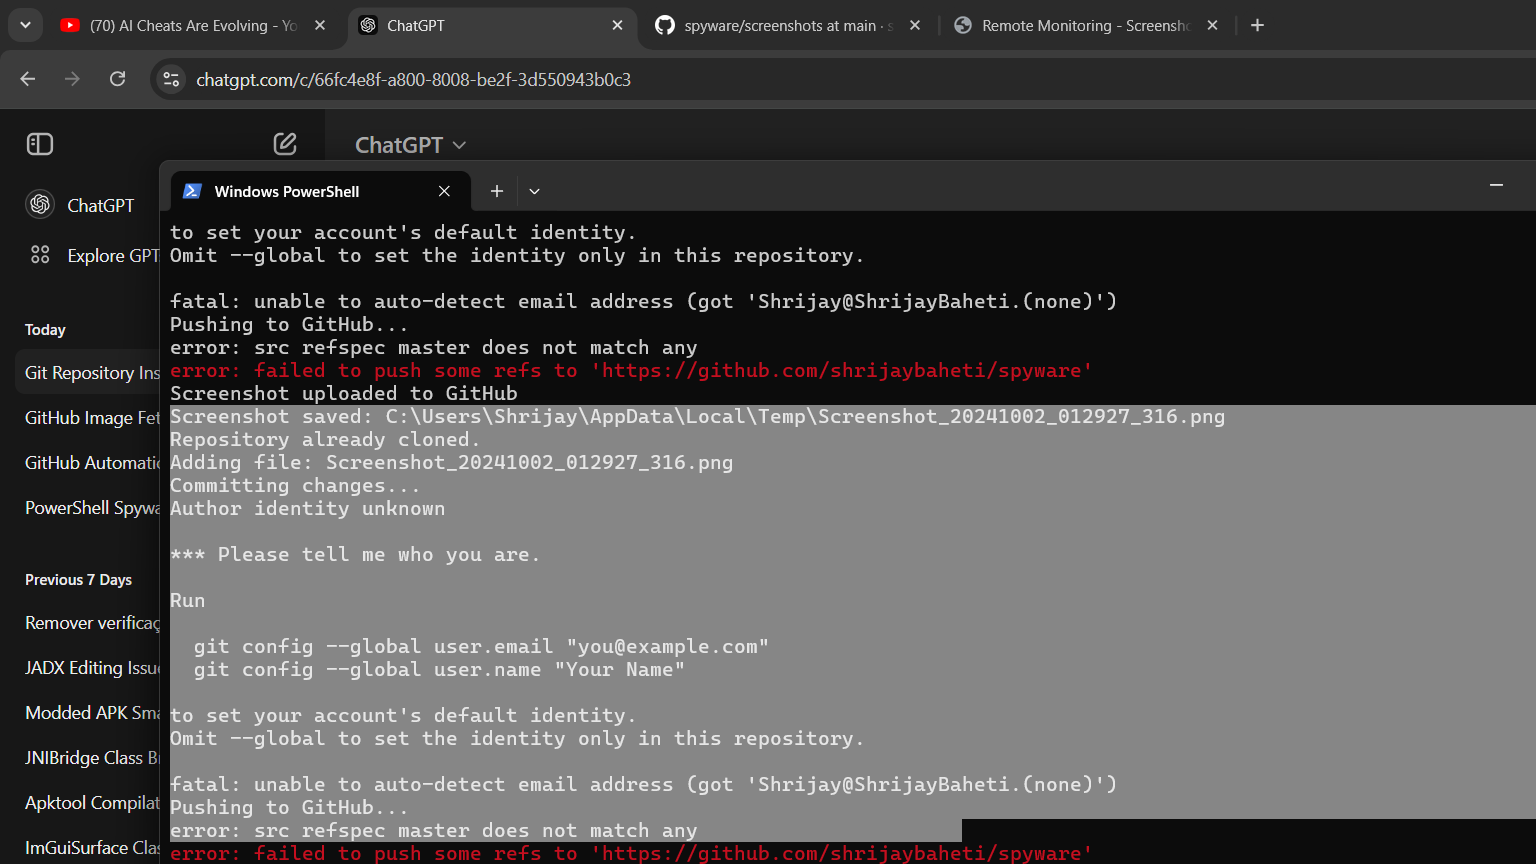 (70) AI Cheats Are Evolving - Yo
ChatGPT
spyware/screenshots at main · s
Remote Monitoring - Screensho
chatgpt.com/c/66fc4e8f-a800-8008-be2f-3d550943b0c3
ChatGPT
ChatGPT
Explore GPT
Today
Git Repository Ins
GitHub Image Fet
GitHub Automatic
PowerShell Spywa
Previous 7 Days
Remover verificaç
JADX Editing Issue
Modded APK Sma
JNIBridge Class B
Apktool Compilat
ImGuiSurface Clas
Windows PowerShell
to set your account's default identity.
Omit --global to set the identity only in this repository.
fatal: unable to auto-detect email address (got 'Shrijay@ShrijayBaheti.(none)')
Pushing to GitHub...
error: src refspec master does not match any
error: failed to push some refs to 'https://github.com/shrijaybaheti/spyware'
Screenshot uploaded to GitHub
Screenshot saved: C:\Users\Shrijay\AppData\Local\Temp\Screenshot_20241002_012927_316.png
Repository already cloned.
Adding file: Screenshot_20241002_012927_316.png
Committing changes...
Author identity unknown
*** Please tell me who you are.
Run
git config --global user.email "you@example.com"
git config --global user.name "Your Name"
to set your account's default identity.
Omit --global to set the identity only in this repository.
fatal: unable to auto-detect email address (got 'Shrijay@ShrijayBaheti.(none)')
Pushing to GitHub...
error: src refspec master does not match any
error: failed to push some refs to 'https://github.com/shrijaybaheti/spyware'